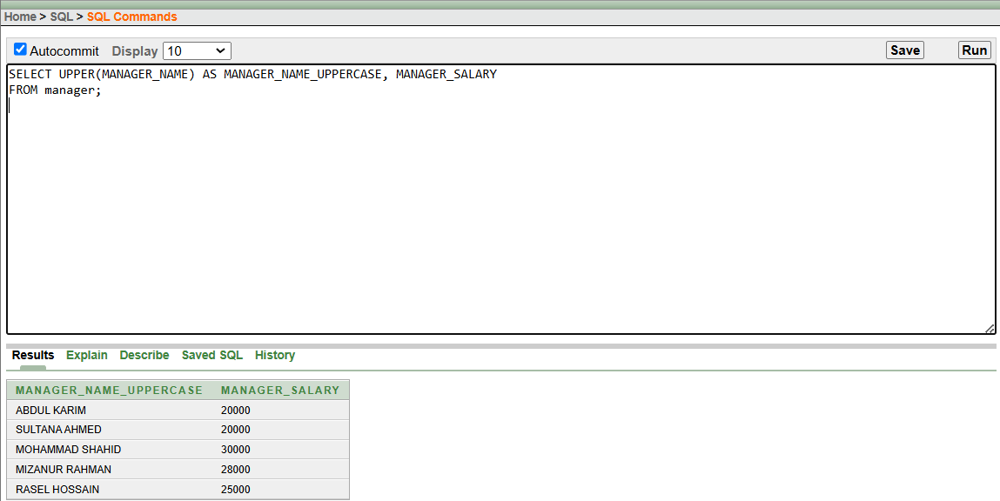 Home > SQL > SQL Commands
Autocommit Display 10 Save Run
SELECT UPPER(MANAGER_NAME) AS MANAGER_NAME_UPPERCASE, MANAGER_SALARY
FROM manager;
Results Explain Describe Saved SQL History
MANAGER_NAME_UPPERCASE MANAGER_SALARY
ABDUL KARIM 20000
SULTANA AHMED 20000
MOHAMMAD SHAHID 30000
MIZANUR RAHMAN 28000
RASEL HOSSAIN 25000